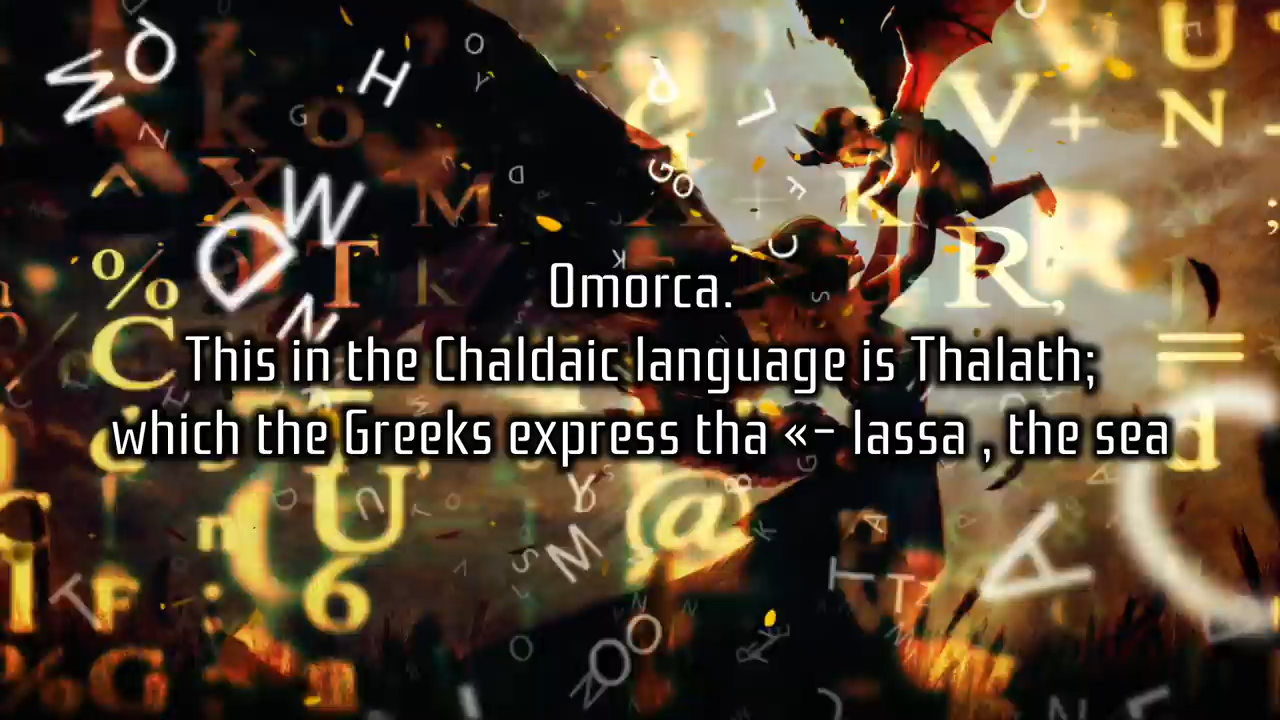 Omorca.
This in the Chaldaic language is Thalath;
which the Greeks express tha «- lassa , the sea